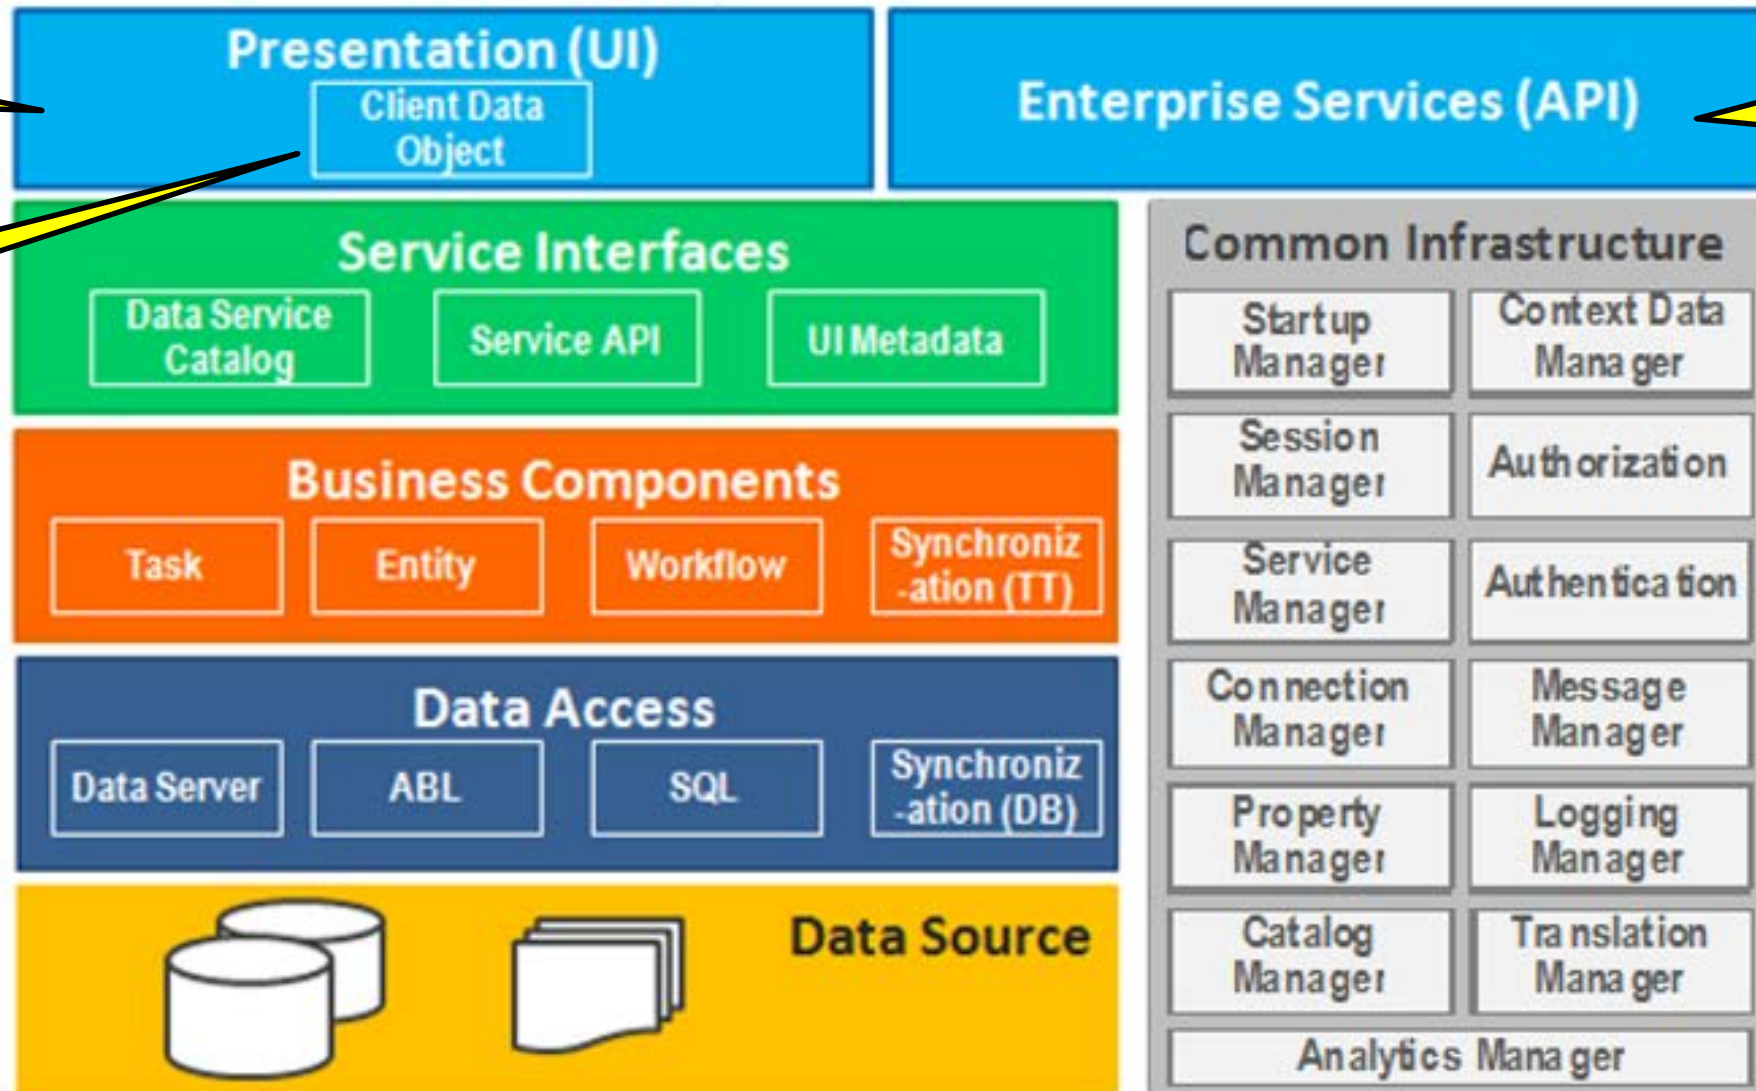 Presentation (UI)
Client Data
Object
Enterprise Services (API)
Service Interfaces
Data Service
Catalog
Service API
UI Metadata
Business Components
Task
Entity
Workflow
Synchroniz
-ation (TT)
Data Access
Data Server
ABL
SQL
Synchroniz
-ation (DB)
Data Source
Common Infrastructure
Startup
Manager
Context Data
Manager
Session
Manager
Authorization
Service
Manager
Authentication
Connection
Manager
Message
Manager
Property
Manager
Logging
Manager
Catalog
Manager
Translation
Manager
Analytics Manager